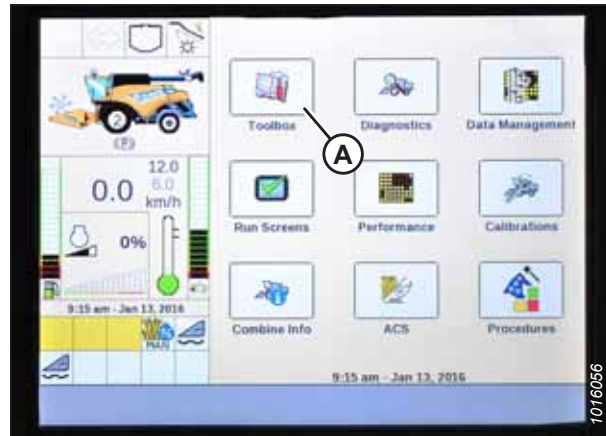 2
(P)
12.0
6.0
0.0
km/h
0%
9:15 am - Jan 13, 2016
MAN
Toolbox
Diagnostics
Data Management
A
Run Screens
Performance
Calibrations
Combine Info
ACS
Procedures
9:15 am - Jan 13, 2016
1016056